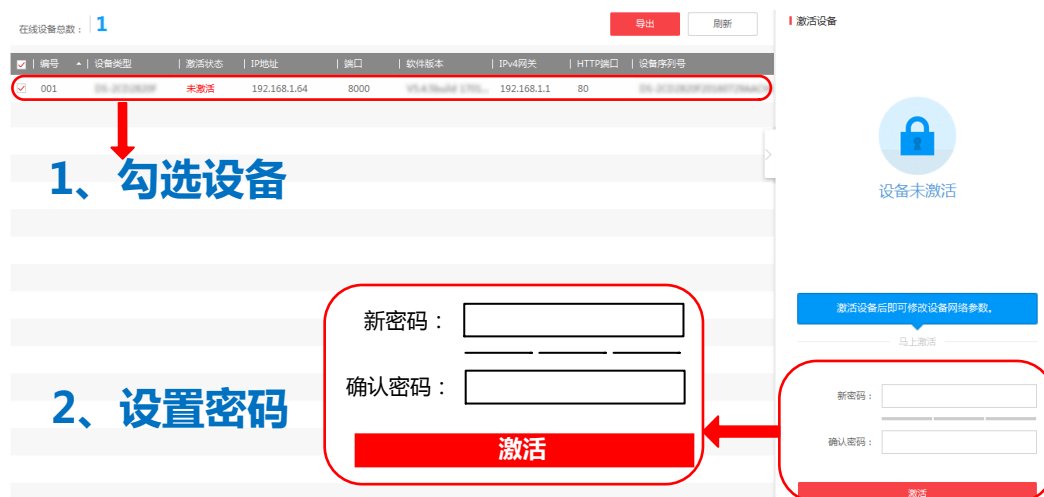 在线设备总数： 1
导出 刷新
激活设备
编号 设备类型 激活状态 IP地址 端口 软件版本 IPv4网关 HTTP端口 设备序列号
001 未激活 192.168.1.64 8000 192.168.1.1 80
1、勾选设备
设备未激活
激活设备后即可修改设备网络参数。
马上激活
新密码：
确认密码：
激活
2、设置密码
新密码：
确认密码：
激活